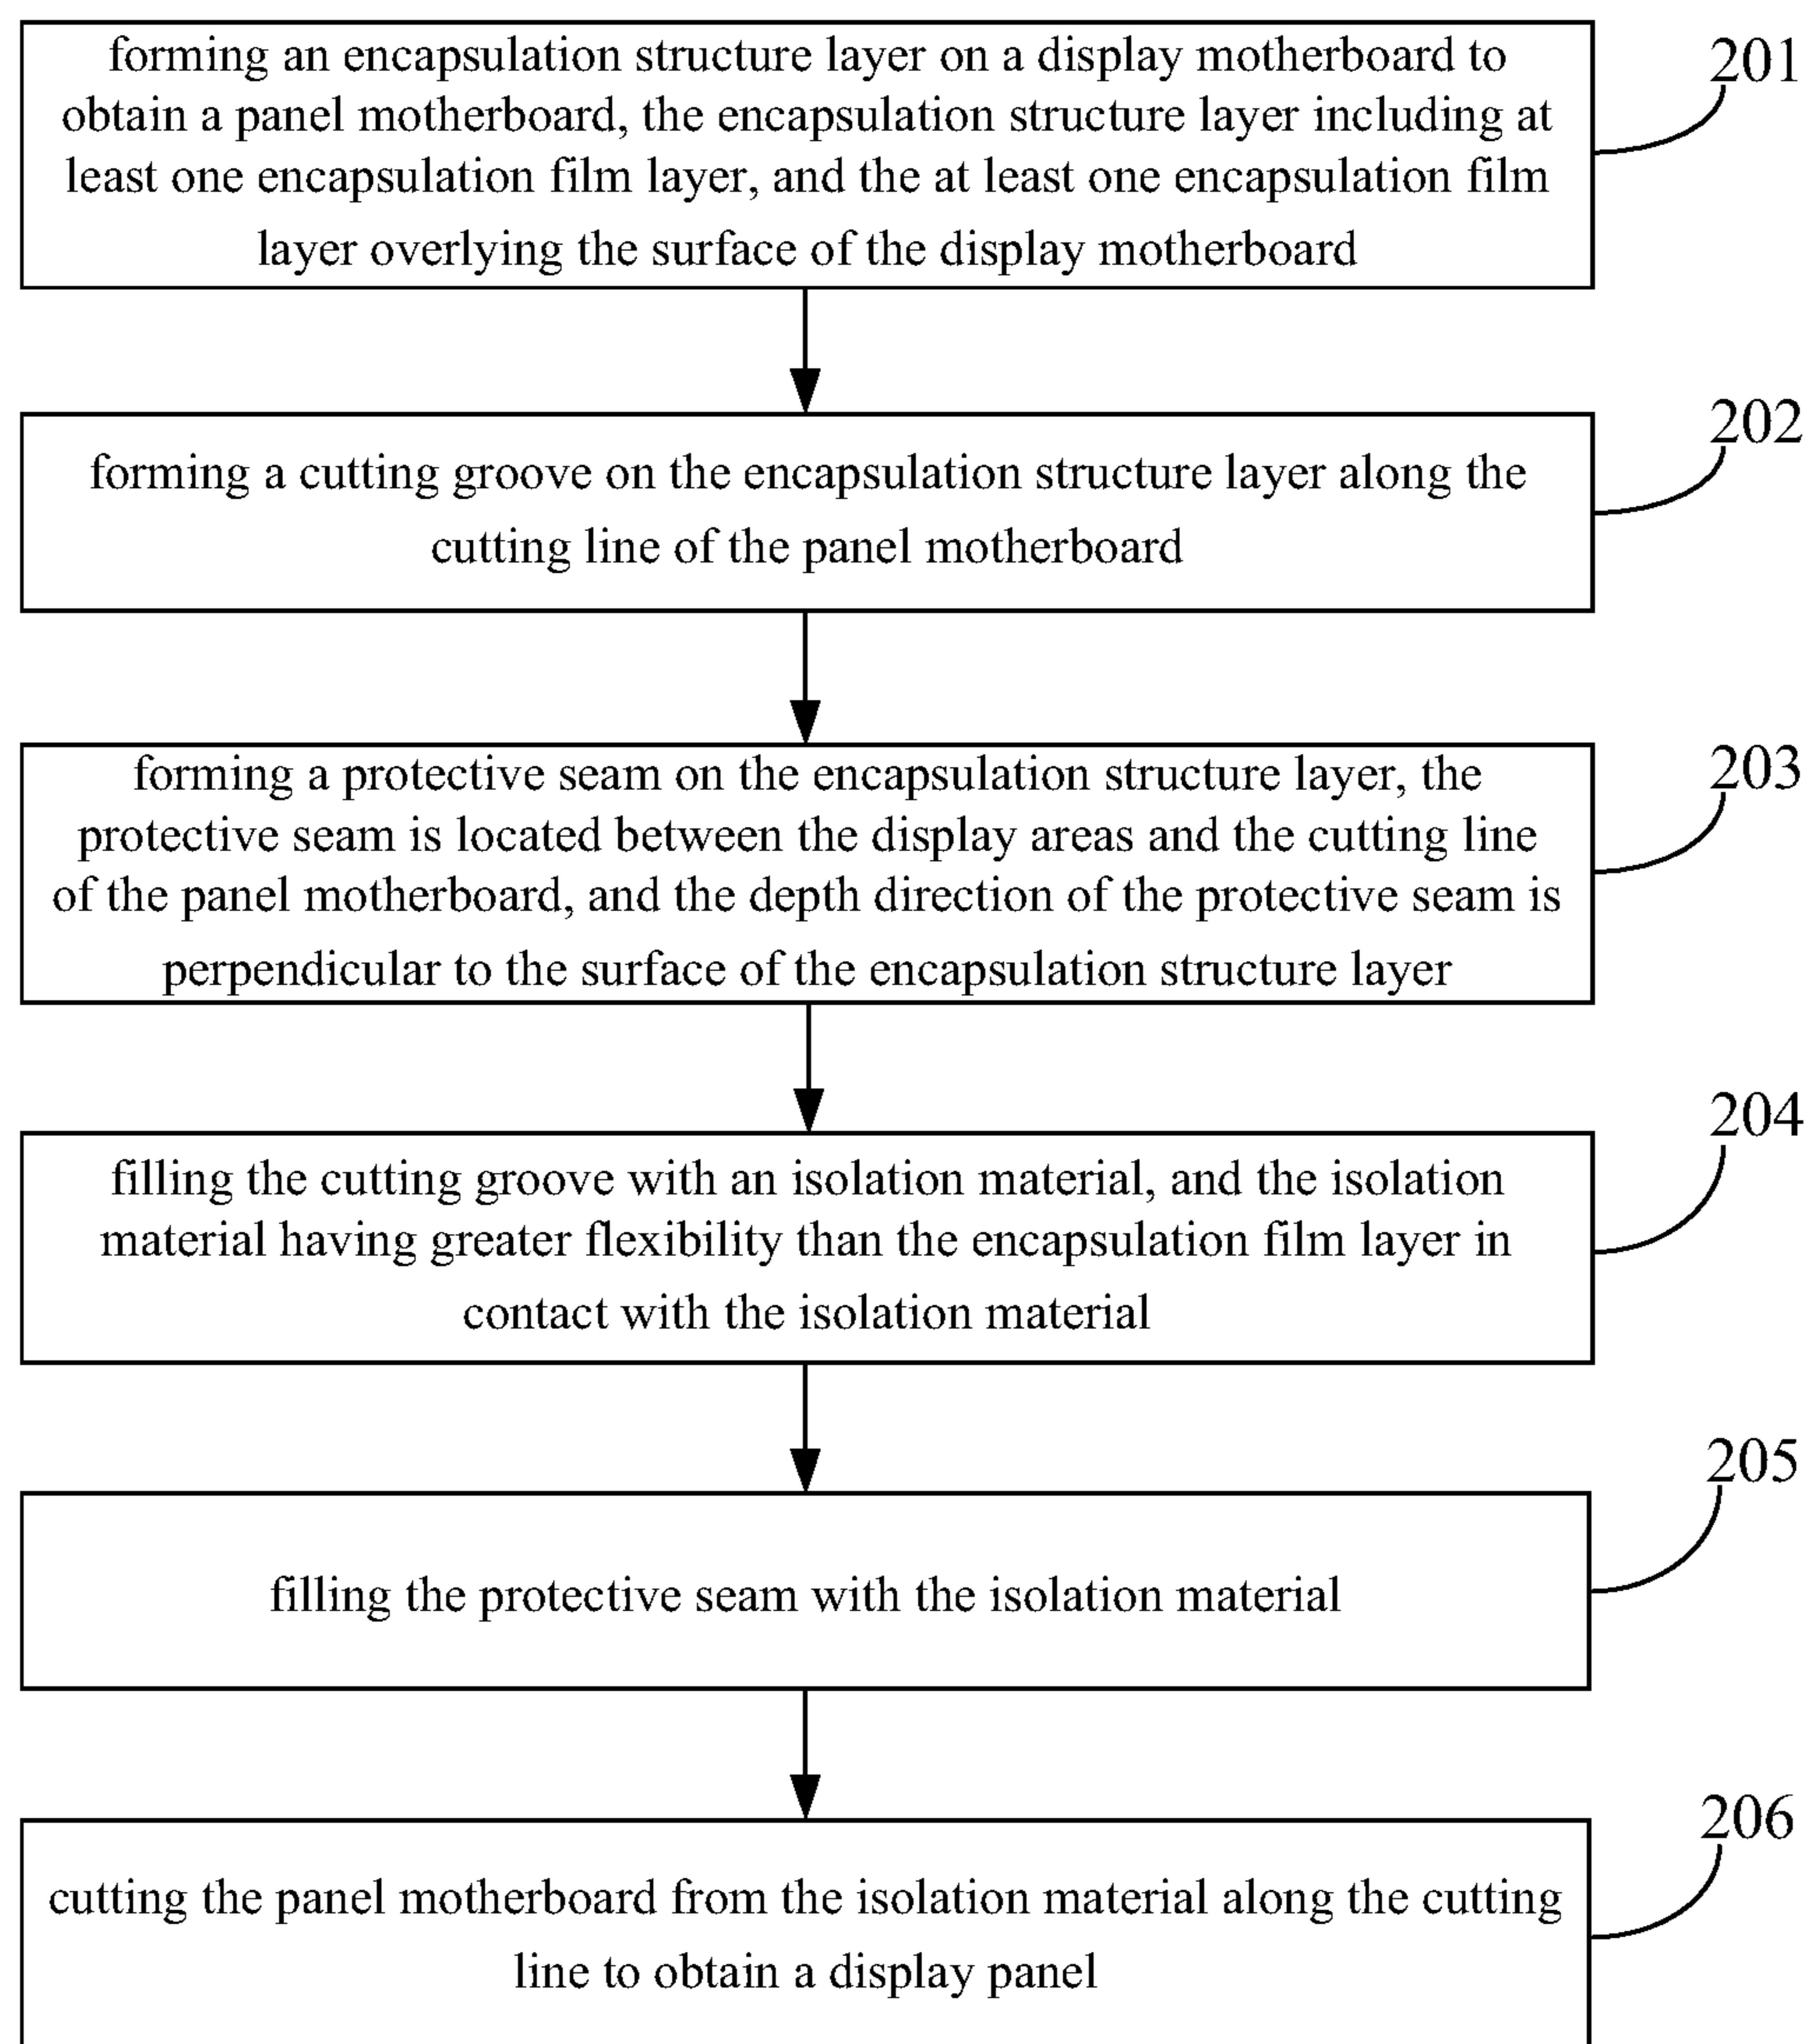 forming an encapsulation structure layer on a display motherboard to
obtain a panel motherboard, the encapsulation structure layer including at
least one encapsulation film layer, and the at least one encapsulation film
layer overlying the surface of the display motherboard
201
forming a cutting groove on the encapsulation structure layer along the
cutting line of the panel motherboard
202
forming a protective seam on the encapsulation structure layer, the
protective seam is located between the display areas and the cutting line
of the panel motherboard, and the depth direction of the protective seam is
perpendicular to the surface of the encapsulation structure layer
203
filling the cutting groove with an isolation material, and the isolation
material having greater flexibility than the encapsulation film layer in
contact with the isolation material
204
filling the protective seam with the isolation material
205
cutting the panel motherboard from the isolation material along the cutting
line to obtain a display panel
206